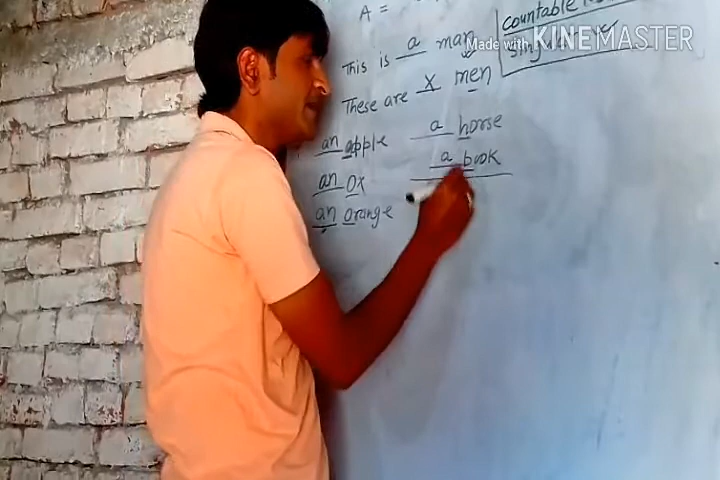 A =
countable
This is a man
Made with KINEMASTER
These are x men
an apple a horse
an ox a book
an orange